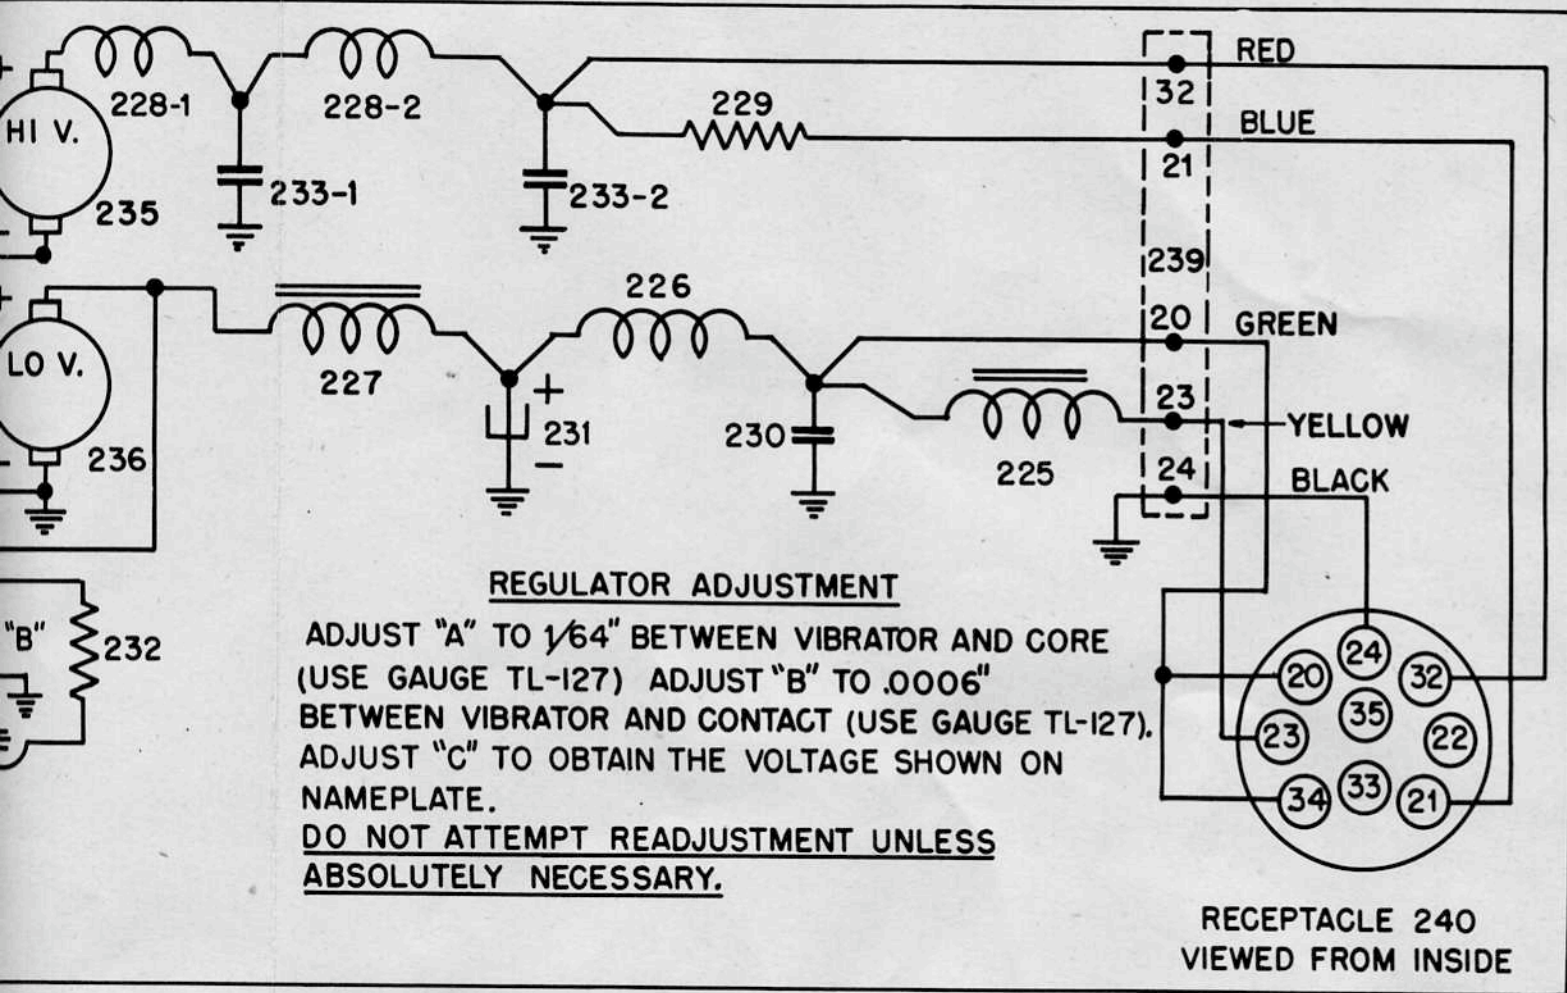 RED
32
228-1
228-2
229
BLUE
HI V.
21
233-1
233-2
235
239
226
20
GREEN
LO V.
227
23
YELLOW
+
231
−
230
236
225
24
BLACK
REGULATOR ADJUSTMENT
"B"
232
ADJUST "A" TO 1/64" BETWEEN VIBRATOR AND CORE
(USE GAUGE TL-127) ADJUST "B" TO .0006"
BETWEEN VIBRATOR AND CONTACT (USE GAUGE TL-127).
ADJUST "C" TO OBTAIN THE VOLTAGE SHOWN ON
NAMEPLATE.
DO NOT ATTEMPT READJUSTMENT UNLESS
ABSOLUTELY NECESSARY.
24
20
32
35
23
22
33
34
21
RECEPTACLE 240
VIEWED FROM INSIDE